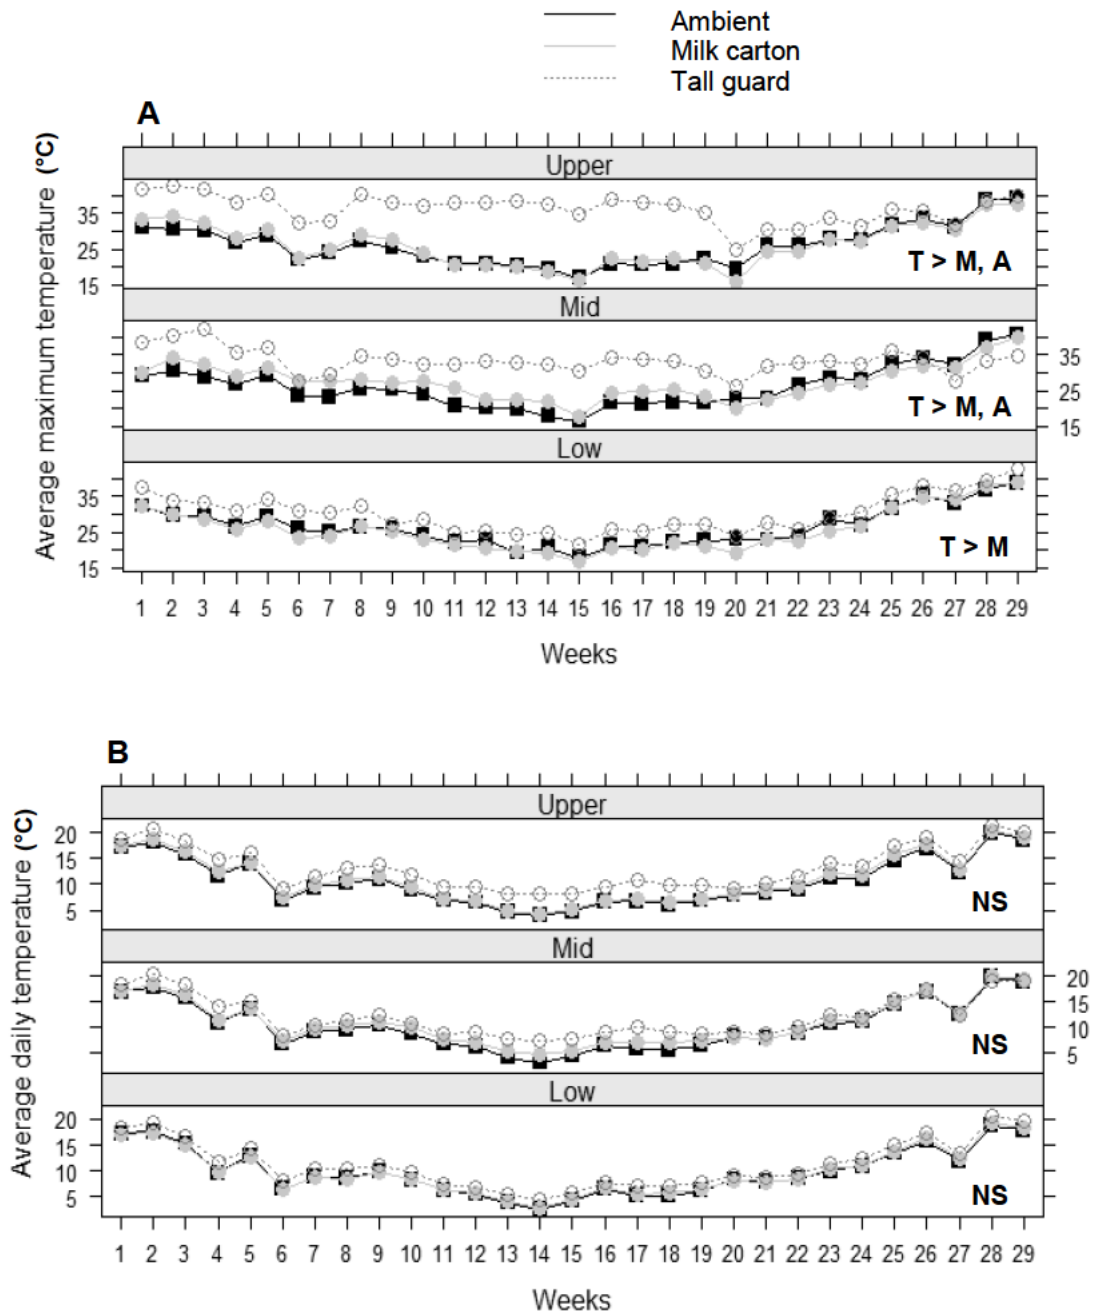 Ambient
Milk carton
Tall guard
A
Average maximum temperature (°C)
Upper
35
25
15
T > M, A
Mid
35
25
15
T > M, A
Low
35
25
15
T > M
1 2 3 4 5 6 7 8 9 10 11 12 13 14 15 16 17 18 19 20 21 22 23 24 25 26 27 28 29
Weeks
B
Average daily temperature (°C)
Upper
20
15
10
5
NS
Mid
20
15
10
5
NS
Low
20
15
10
5
NS
1 2 3 4 5 6 7 8 9 10 11 12 13 14 15 16 17 18 19 20 21 22 23 24 25 26 27 28 29
Weeks